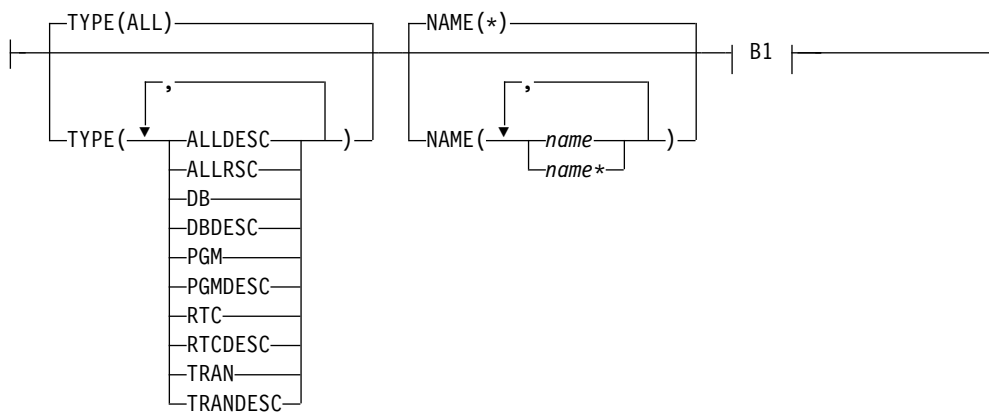 TYPE(ALL) NAME(*)
B1
, ,
TYPE( ALLDESC ) NAME( name )
ALLRSC name*
DB
DBDESC
PGM
PGMDESC
RTC
RTCDESC
TRAN
TRANDESC